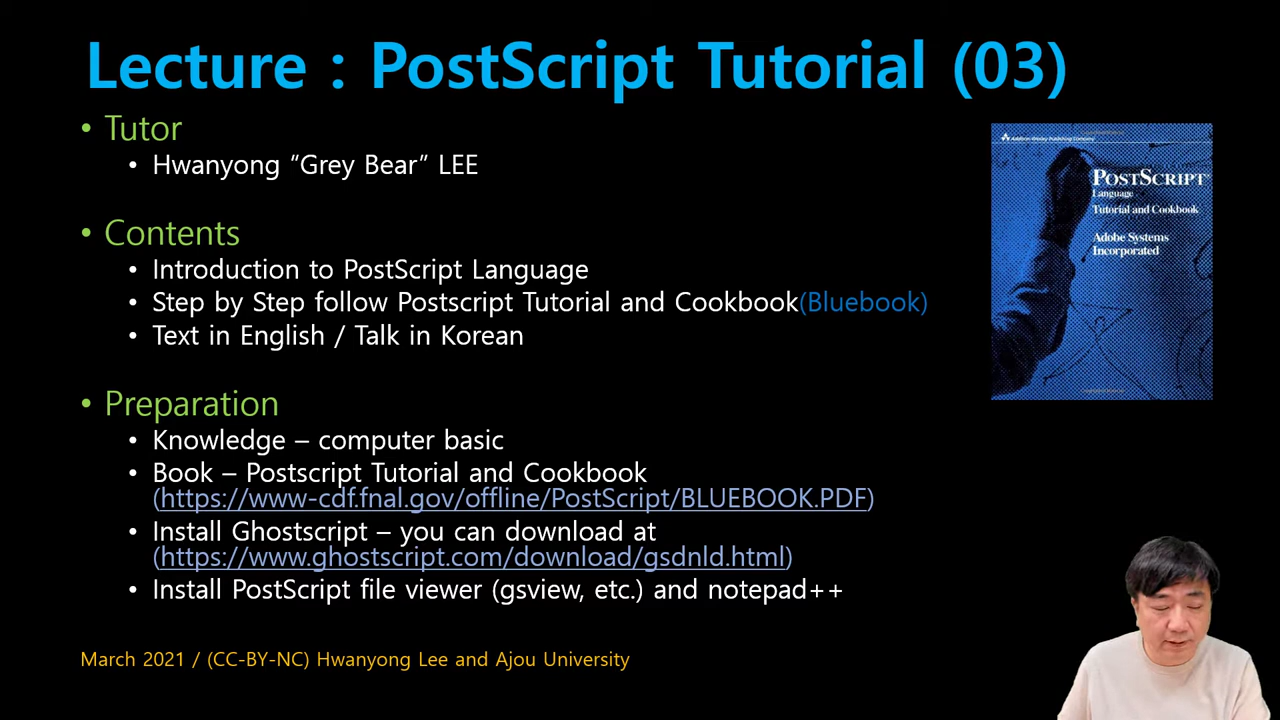 Lecture : PostScript Tutorial (03)
• Tutor
• Hwanyong “Grey Bear” LEE
• Contents
• Introduction to PostScript Language
• Step by Step follow Postscript Tutorial and Cookbook(Bluebook)
• Text in English / Talk in Korean
• Preparation
• Knowledge – computer basic
• Book – Postscript Tutorial and Cookbook
(https://www-cdf.fnal.gov/offline/PostScript/BLUEBOOK.PDF)
• Install Ghostscript – you can download at
(https://www.ghostscript.com/download/gsdnld.html)
• Install PostScript file viewer (gsview, etc.) and notepad++
March 2021 / (CC-BY-NC) Hwanyong Lee and Ajou University
Addison-Wesley Publishing Company
POSTSCRIPT®
Language
Tutorial and Cookbook
Adobe Systems
Incorporated